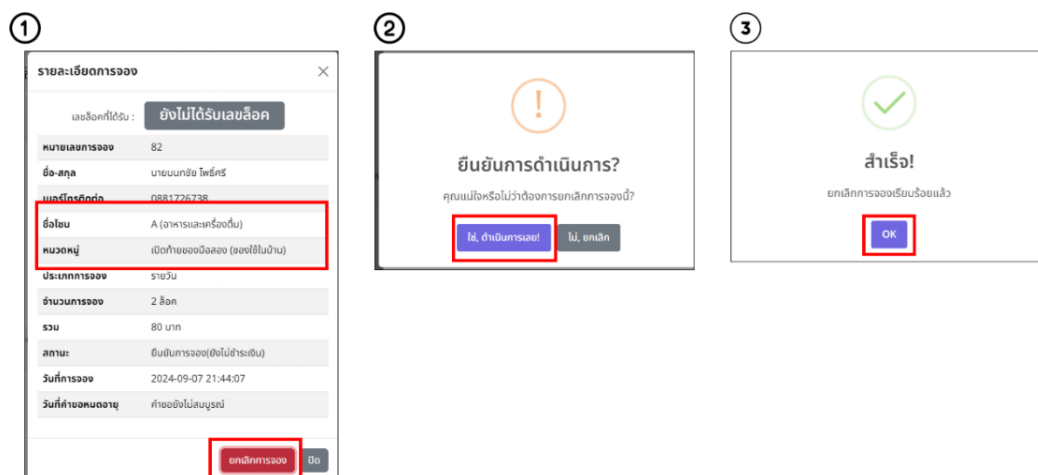 1
รายละเอียดการจอง ×
เลขล็อคที่ได้รับ : ยังไม่ได้รับเลขล็อค
หมายเลขการจอง 82
ชื่อ-สกุล นายนนทชัย โพธิ์ศรี
เบอร์โทรติดต่อ 0881726738
ชื่อโซน A (อาหารและเครื่องดื่ม)
หมวดหมู่ เปิดท้ายของมือสอง (ของใช้ในบ้าน)
ประเภทการจอง รายวัน
จำนวนการจอง 2 ล็อค
รวม 80 บาท
สถานะ ยืนยันการจอง(ยังไม่ชำระเงิน)
วันที่การจอง 2024-09-07 21:44:07
วันที่คำขอหมดอายุ คำขอยังไม่สมบูรณ์
ยกเลิกการจอง ปิด
2
!
ยืนยันการดำเนินการ?
คุณแน่ใจหรือไม่ว่าต้องการยกเลิกการจองนี้?
ใช่, ดำเนินการเลย! ไม่, ยกเลิก
3
สำเร็จ!
ยกเลิกการจองเรียบร้อยแล้ว
OK